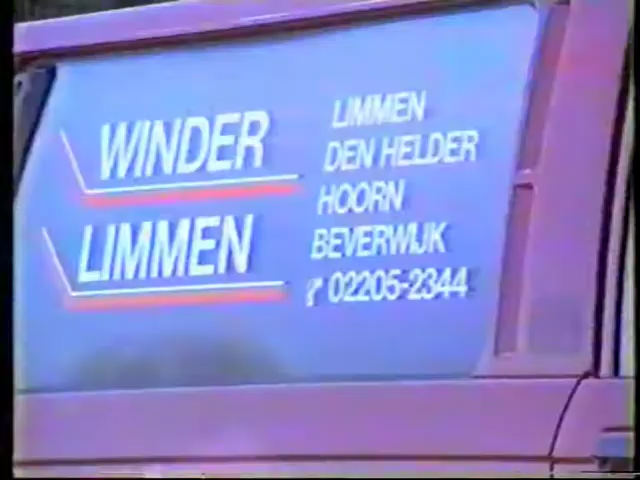 WINDER
LIMMEN
LIMMEN
DEN HELDER
HOORN
BEVERWIJK
02205-2344